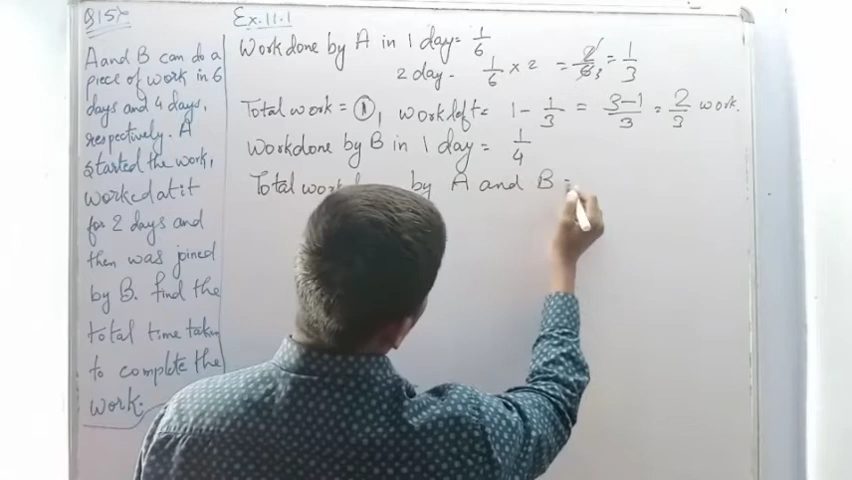 Q15%
A and B can do a
piece of work in 6
days and 4 days,
respectively. A
started the work,
worked at it
for 2 days and
then was joined
by B. find the
total time taken
to complete the
work.
Ex.11.1
Work done by A in 1 day = 1/6
2 day - 1/6 × 2 = 2/6 3 = 1/3
Total work = 1, work left = 1 - 1/3 = 3-1/3 = 2/3 work.
Work done by B in 1 day = 1/4
Total work by A and B =